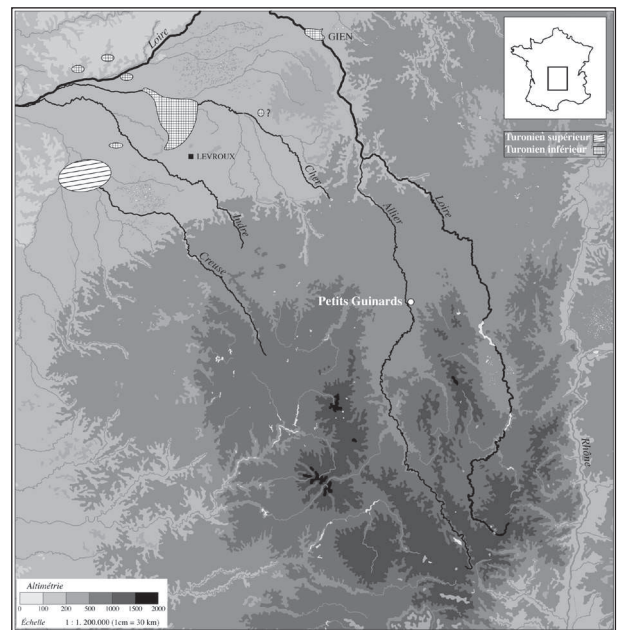 Loire
GIEN
?
Turonien supérieur
Turonien inférieur
LEVROUX
Cher
Indre
Allier
Loire
Creuse
Petits Guinards
Rhône
Altimétrie
0 100 200 500 1000 1500 2000
Échelle 1 : 1. 200.000 (1cm = 30 km)